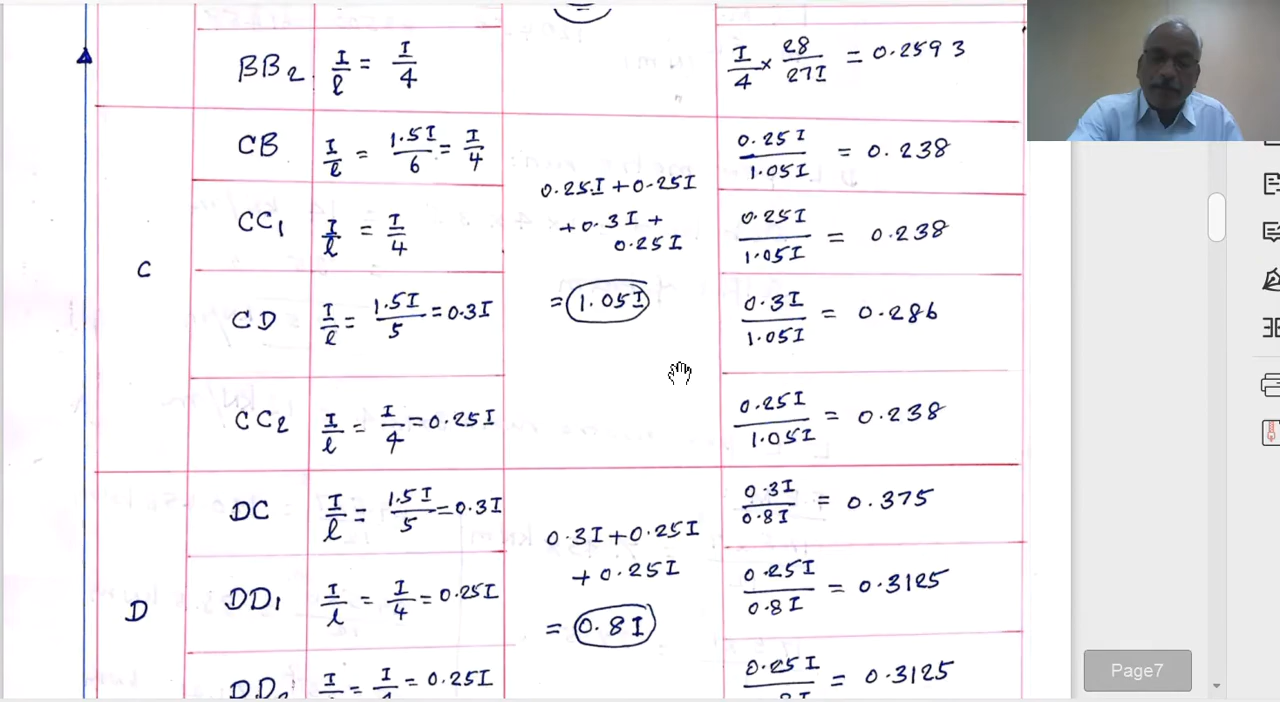 BB2 I/l = I/4 I/4 × 28/27I = 0.2593
C
CB I/l = 1.5I/6 = I/4 0.25I/1.05I = 0.238
CC1 I/l = I/4 0.25I/1.05I = 0.238
0.25I + 0.25I
+ 0.3I +
0.25I
= 1.05I
CD I/l = 1.5I/5 = 0.3I 0.3I/1.05I = 0.286
CC2 I/l = I/4 = 0.25I 0.25I/1.05I = 0.238
D
DC I/l = 1.5I/5 = 0.3I 0.3I/0.8I = 0.375
DD1 I/l = I/4 = 0.25I 0.25I/0.8I = 0.3125
0.3I + 0.25I
+ 0.25I
= 0.8I
= 0.25I 0.25I = 0.3125
Page7